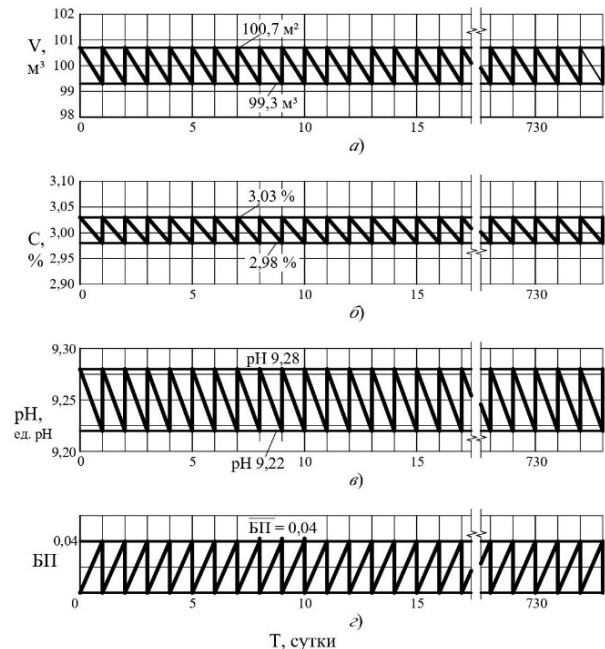 102
V,
м³
101
100
99
98
100,7 м²
99,3 м³
0
5
10
15
730
а)
3,10
3,05
3,00
2,95
2,90
C,
%
3,03 %
2,98 %
0
5
10
15
730
б)
9,30
9,25
9,20
pH,
ед. pH
pH 9,28
pH 9,22
0
5
10
15
730
в)
0,04
БП
БП = 0,04
0
5
10
15
730
г)
T, сутки